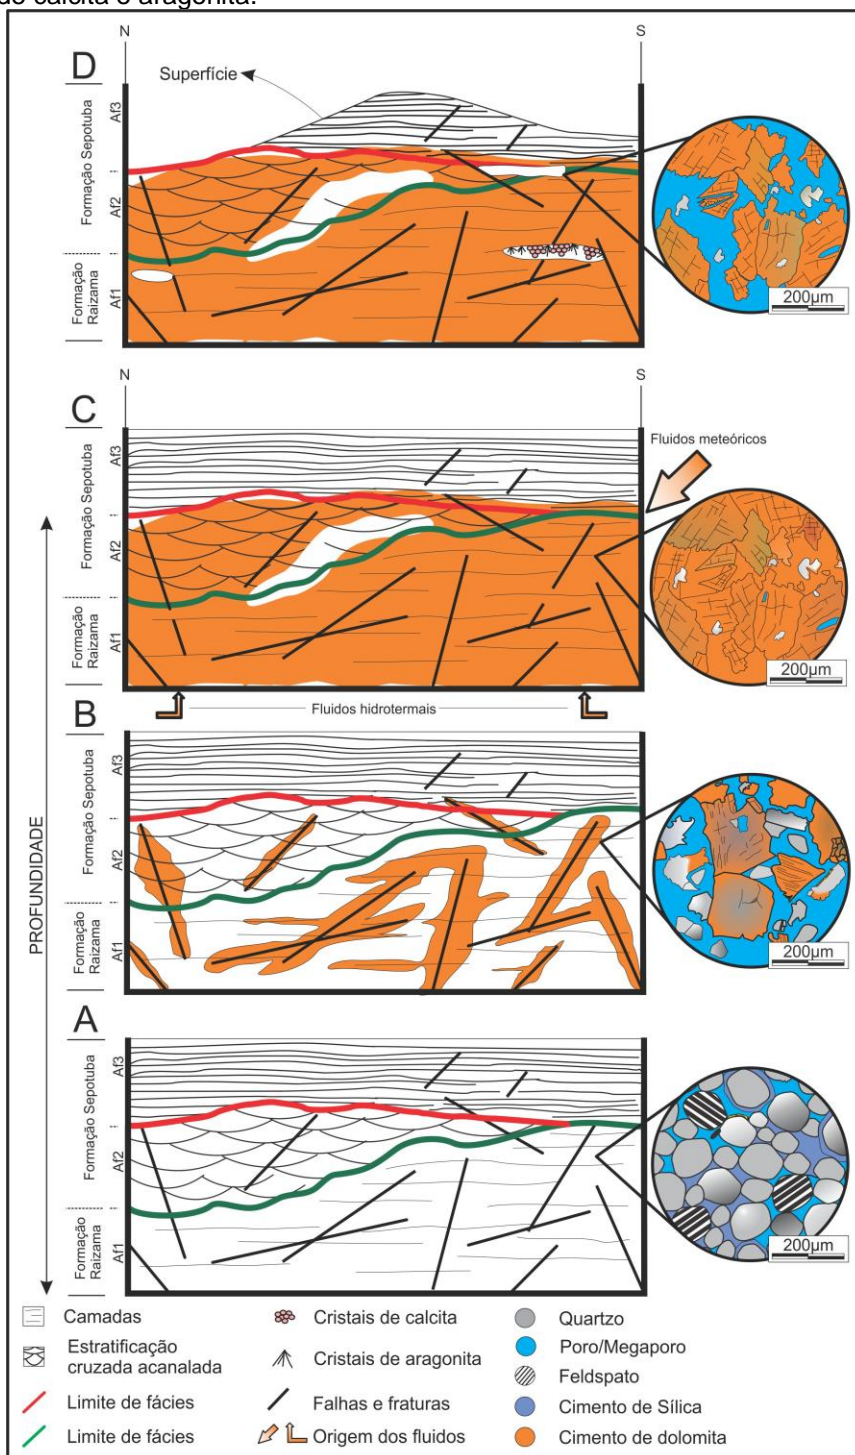 de calcita e aragonita.
N
S
D
Superfície
Formação Sepotuba
Af3
Af2
Formação
Raizama
Af1
200µm
N
S
C
Fluidos meteóricos
Formação Sepotuba
Af3
Af2
Formação
Raizama
Af1
200µm
Fluidos hidrotermais
B
Formação Sepotuba
Af3
Af2
Formação
Raizama
Af1
200µm
PROFUNDIDADE
A
Formação Sepotuba
Af3
Af2
Formação
Raizama
Af1
200µm
Camadas
Estratificação
cruzada acanalada
Limite de fácies
Limite de fácies
Cristais de calcita
Cristais de aragonita
Falhas e fraturas
Origem dos fluidos
Quartzo
Poro/Megaporo
Feldspato
Cimento de Sílica
Cimento de dolomita